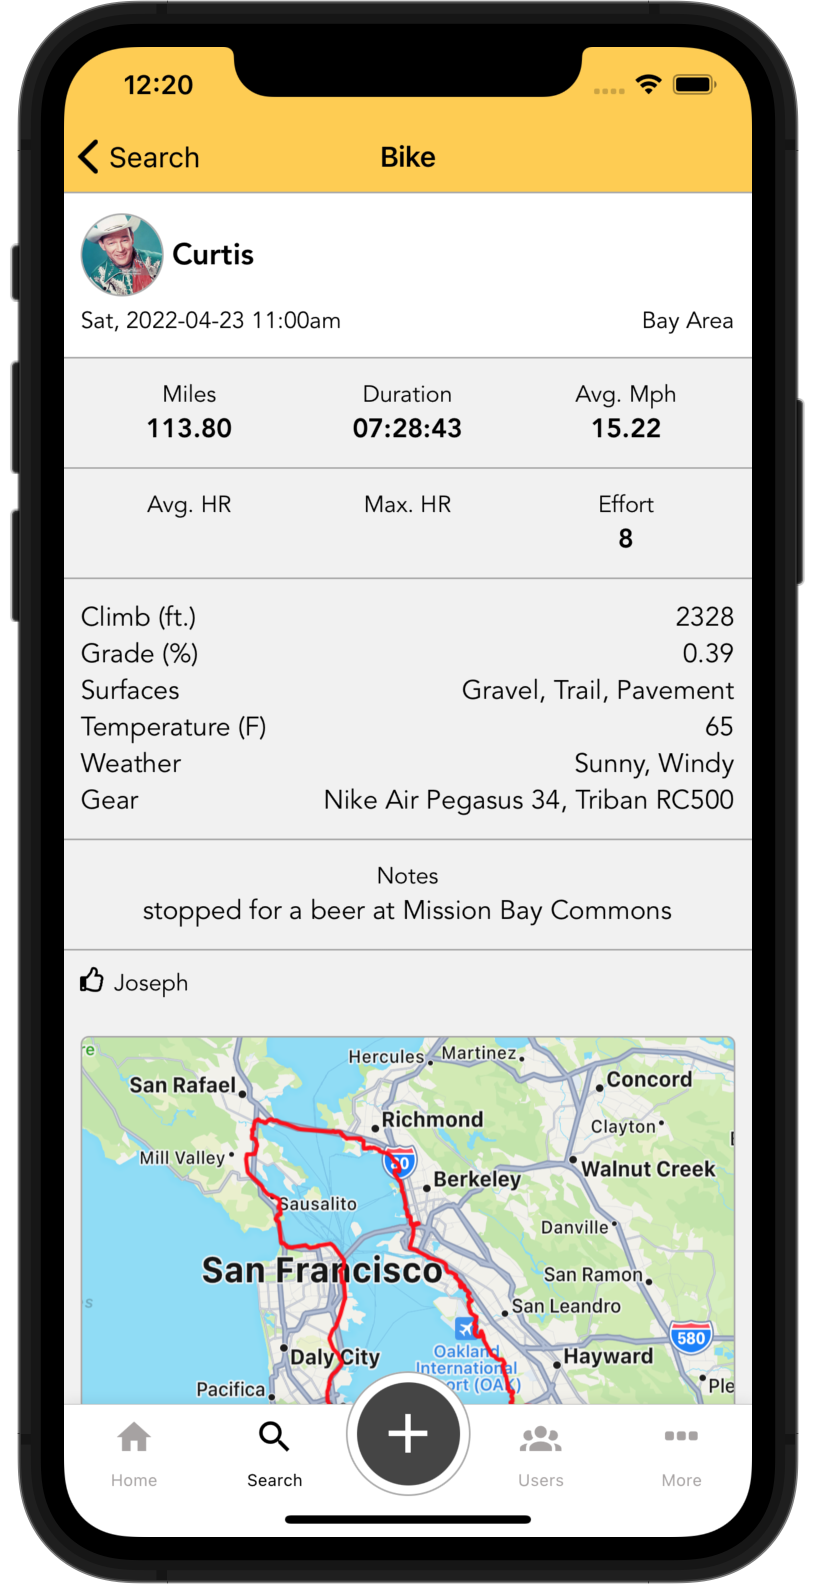 12:20
Search
Bike
Curtis
Sat, 2022-04-23 11:00am Bay Area
Miles Duration Avg. Mph
113.80 07:28:43 15.22
Avg. HR Max. HR Effort
8
Climb (ft.) 2328
Grade (%) 0.39
Surfaces Gravel, Trail, Pavement
Temperature (F) 65
Weather Sunny, Windy
Gear Nike Air Pegasus 34, Triban RC500
Notes
stopped for a beer at Mission Bay Commons
Joseph
re
Hercules Martinez
San Rafael Concord
Richmond
Clayton
Mill Valley
Walnut Creek
Berkeley
Sausalito
Danville
San Francisco
San Ramon
San Leandro
580
Oakland
International
Daly City Hayward
Pacifica
Ple
Home Search Users More